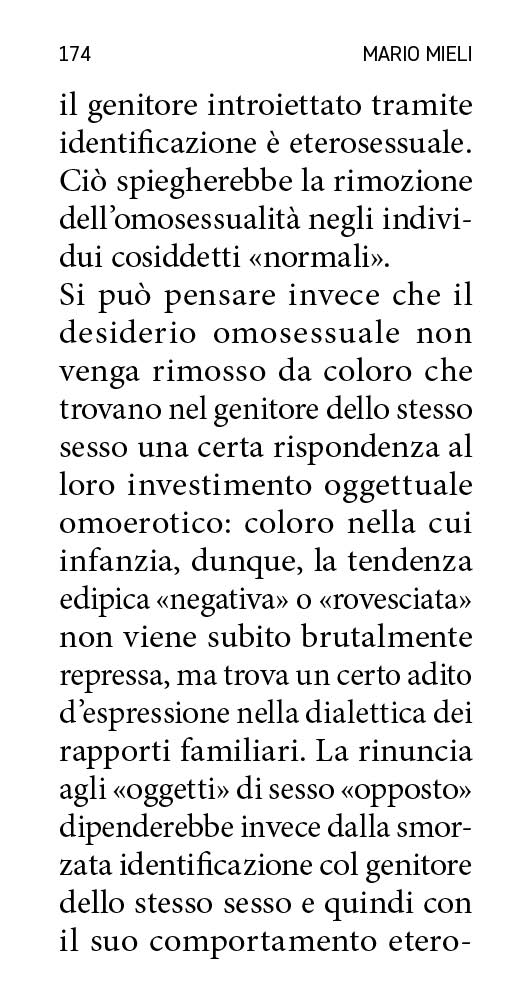 174 MARIO MIELI
il genitore introiettato tramite
identificazione è eterosessuale.
Ciò spiegherebbe la rimozione
dell’omosessualità negli indivi-
dui cosiddetti «normali».
Si può pensare invece che il
desiderio omosessuale non
venga rimosso da coloro che
trovano nel genitore dello stesso
sesso una certa rispondenza al
loro investimento oggettuale
omoerotico: coloro nella cui
infanzia, dunque, la tendenza
edipica «negativa» o «rovesciata»
non viene subito brutalmente
repressa, ma trova un certo adito
d’espressione nella dialettica dei
rapporti familiari. La rinuncia
agli «oggetti» di sesso «opposto»
dipenderebbe invece dalla smor-
zata identificazione col genitore
dello stesso sesso e quindi con
il suo comportamento etero-